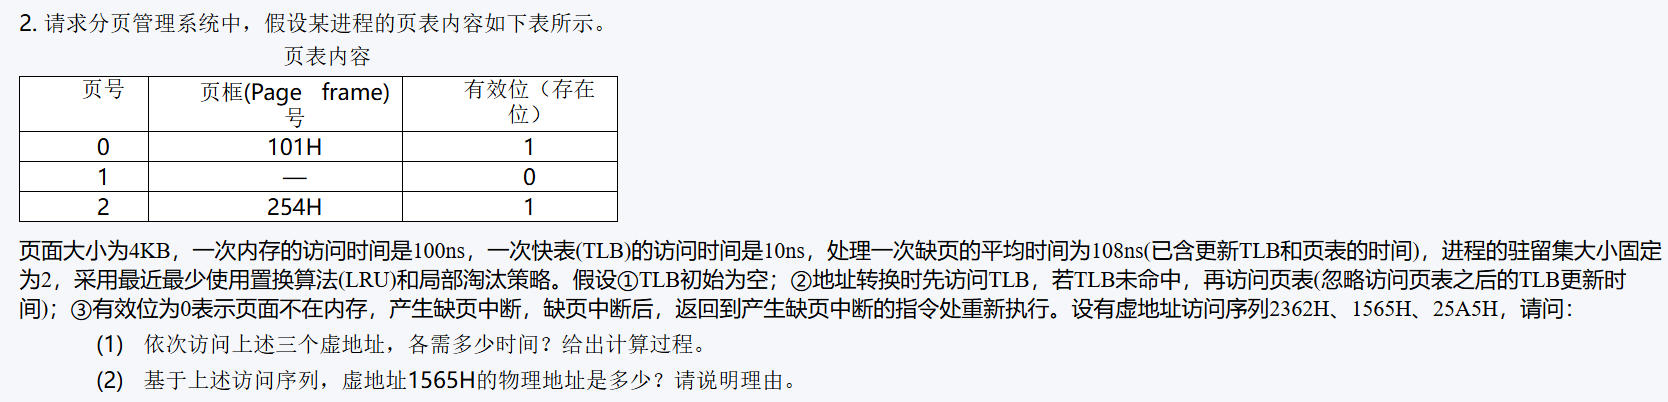 2. 请求分页管理系统中，假设某进程的页表内容如下表所示。
页表内容
页号 页框(Page frame)号 有效位（存在位）
0 101H 1
1 — 0
2 254H 1
页面大小为4KB，一次内存的访问时间是100ns，一次快表(TLB)的访问时间是10ns，处理一次缺页的平均时间为108ns(已含更新TLB和页表的时间)，进程的驻留集大小固定
为2，采用最近最少使用置换算法(LRU)和局部淘汰策略。假设①TLB初始为空；②地址转换时先访问TLB，若TLB未命中，再访问页表(忽略访问页表之后的TLB更新时
间)；③有效位为0表示页面不在内存，产生缺页中断，缺页中断后，返回到产生缺页中断的指令处重新执行。设有虚地址访问序列2362H、1565H、25A5H，请问：
(1) 依次访问上述三个虚地址，各需多少时间？给出计算过程。
(2) 基于上述访问序列，虚地址1565H的物理地址是多少？请说明理由。